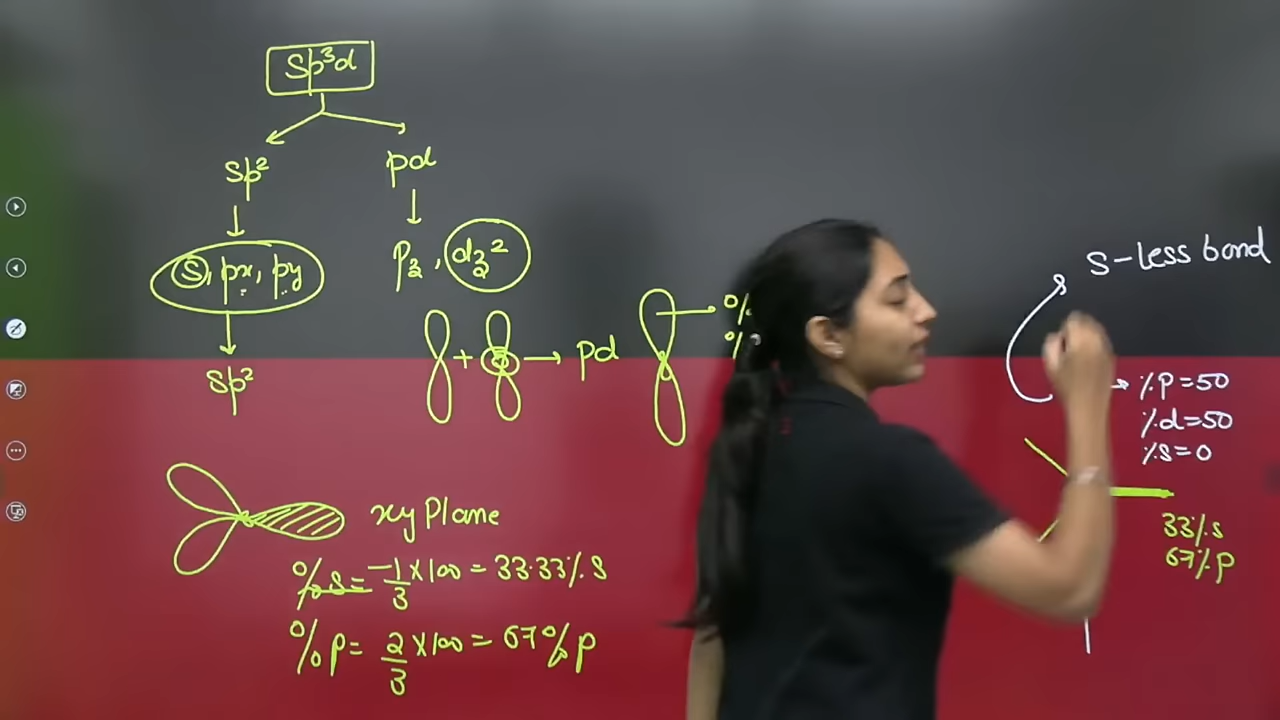 sp³d
sp² pd
s, px, py pz, dz²
sp²
+ → pd
%
%
xy Plane
%s = 1/3 × 100 = 33.33% s
%p = 2/3 × 100 = 67% p
S-less bond
%p = 50
%d = 50
%s = 0
33% s
67% p